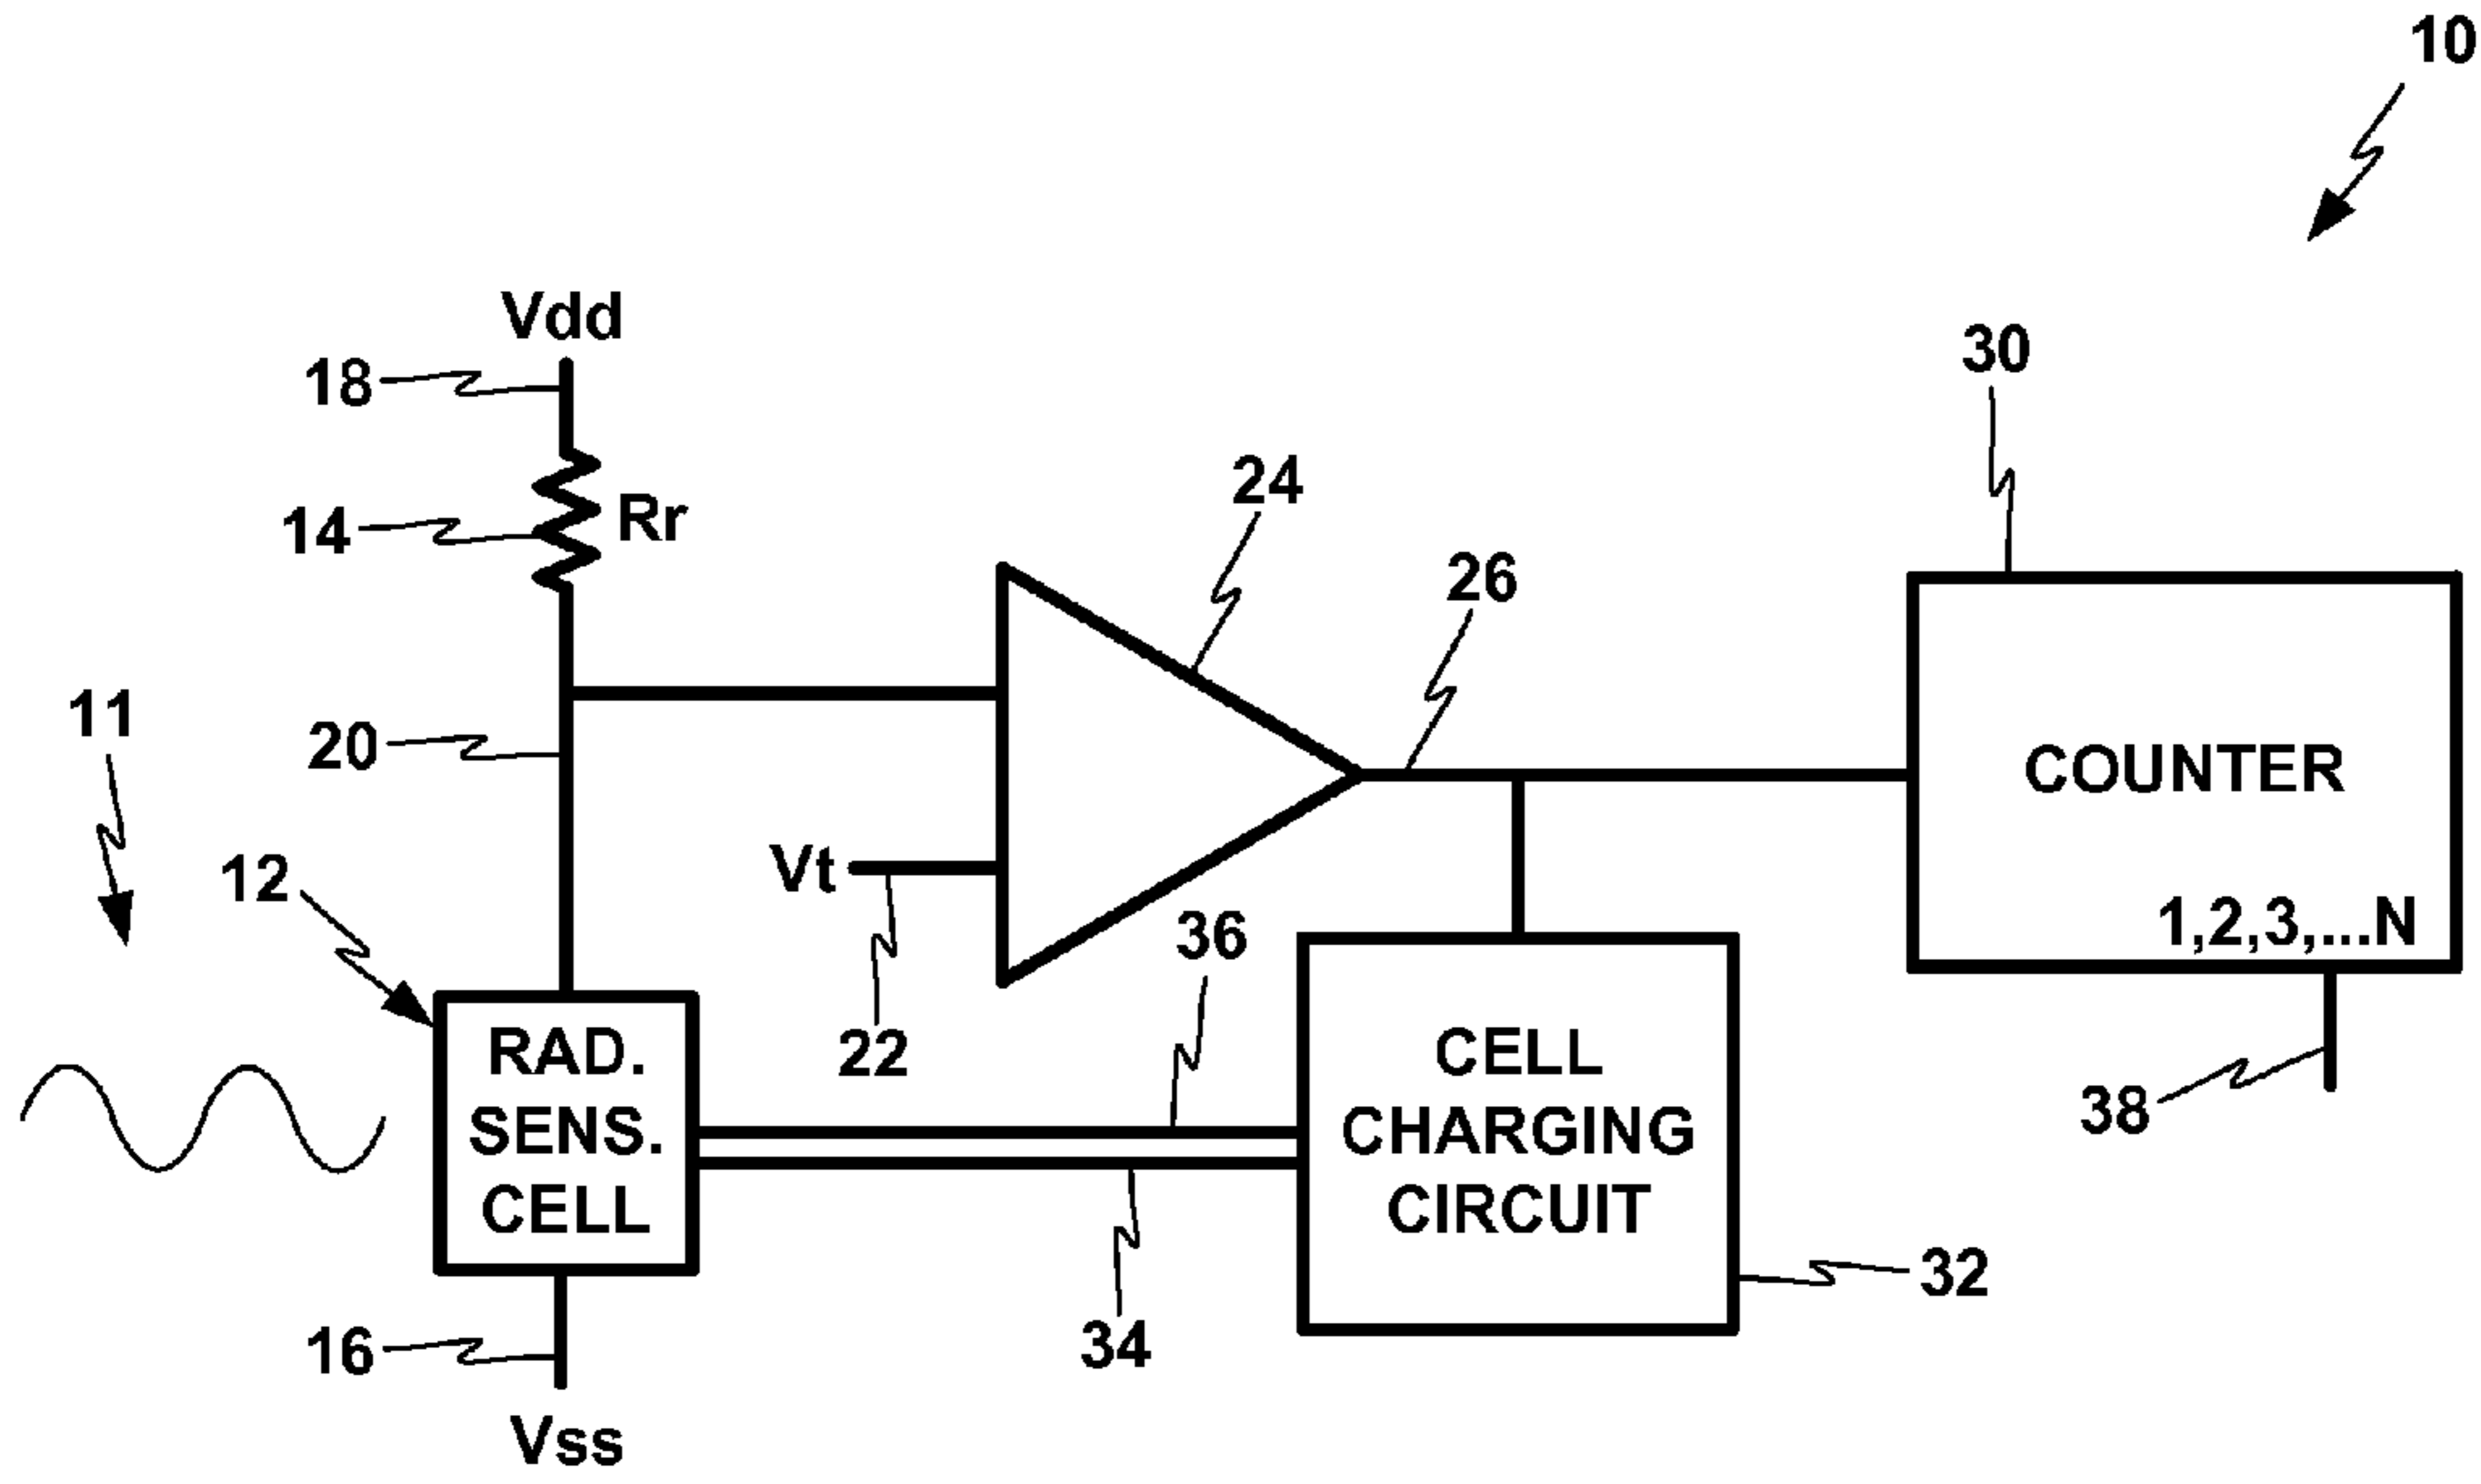 10
Vdd
18
30
14
Rr
24
26
11
20
COUNTER
12
Vt
36
1,2,3,...N
RAD.
SENS.
CELL
22
CELL
CHARGING
CIRCUIT
38
32
16
34
Vss